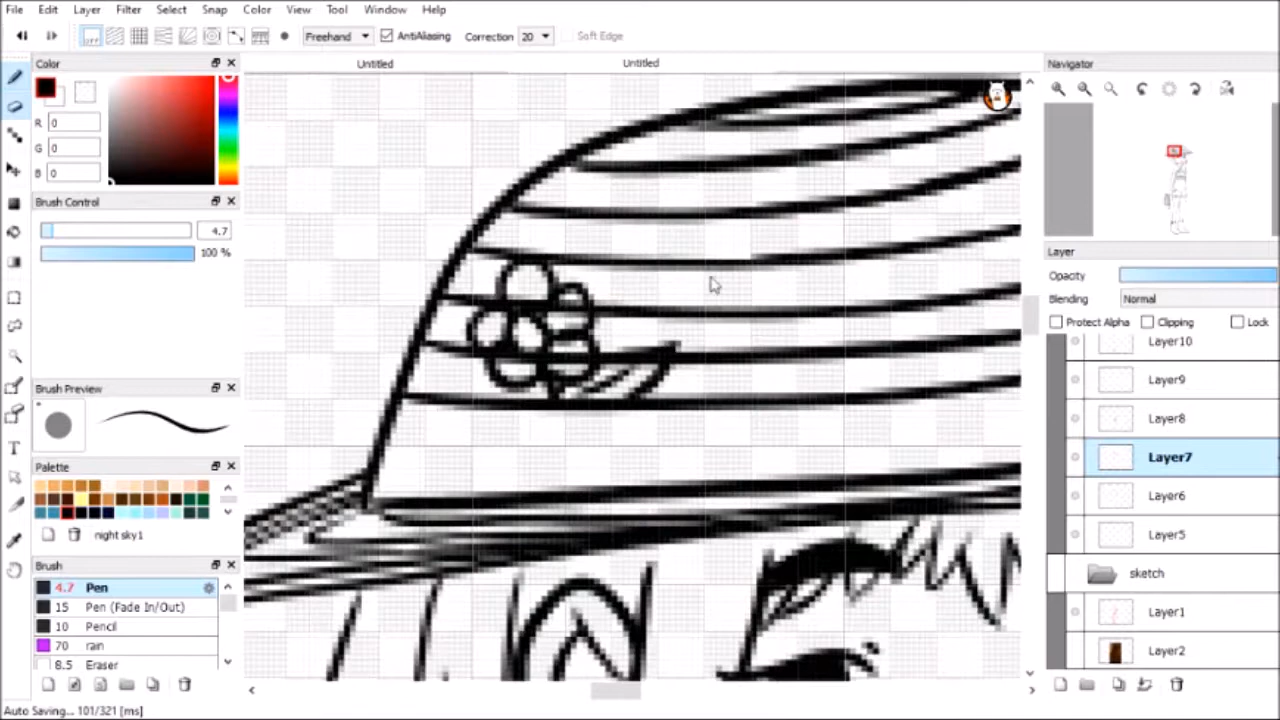 File Edit Layer Filter Select Snap Color View Tool Window Help
OFF Freehand AntiAliasing Correction 20 Soft Edge
Color Untitled Untitled Navigator
R 0
G 0
B 0
Brush Control
4.7
100 %
Layer
Opacity
Blending Normal
Protect Alpha Clipping Lock
Layer10
Layer9
Layer8
Layer7
Layer6
Layer5
sketch
Layer1
Layer2
Brush Preview
Palette
night sky1
Brush
4.7 Pen
15 Pen (Fade In/Out)
10 Pencil
70 rain
8.5 Eraser
Auto Saving... 101/321 [ms]